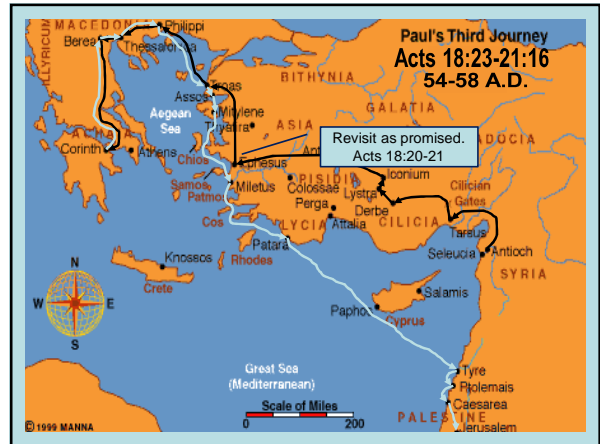 Paul's Third Journey
Acts 18:23-21:16
54-58 A.D.
MACEDONIA
Philippi
ILLYRICUM
Berea
Thessalonica
BITHYNIA
Troas
Assos
GALATIA
Mitylene
Aegean
Sea
Thyatira
ASIA
Revisit as promised.
Acts 18:20-21
ACHAIA
Corinth
Athens
Chios
Ephesus
Iconium
PISIDIA
Colossae
Lystra
Cilician
Gates
Samos
Patmos
Miletus
Perga
Derbe
Cos
LYCIA
Attalia
CILICIA
Tarsus
Patara
Seleucia
Antioch
Knossos
Rhodes
SYRIA
N
Crete
W
E
Salamis
Paphos
Cyprus
S
Great Sea
(Mediterranean)
Tyre
Ptolemais
Caesarea
Scale of Miles
PALESTINE
0
200
Jerusalem
©1999 MANNA